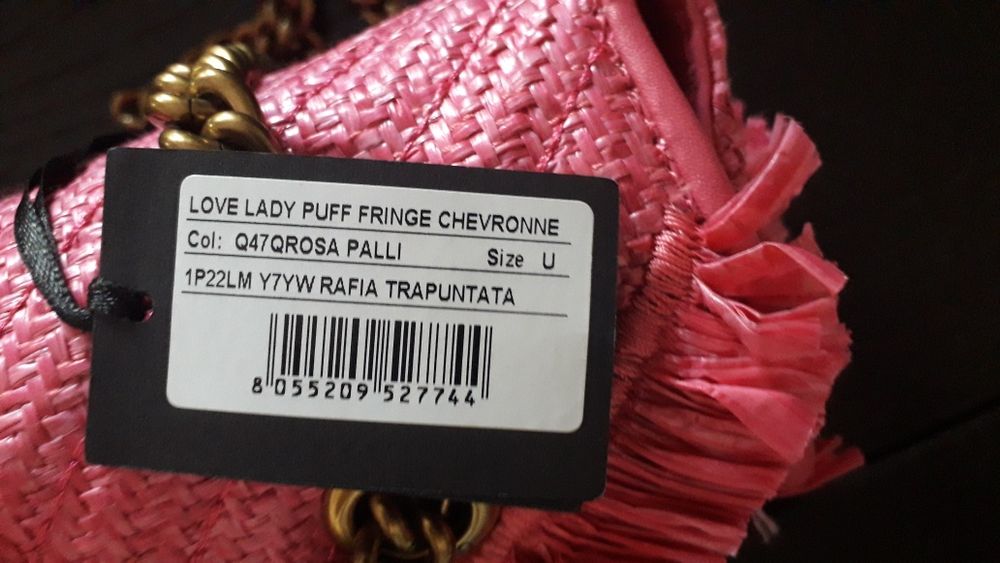 LOVE LADY PUFF FRINGE CHEVRONNE
Col: Q47QROSA PALLI Size U
1P22LM Y7YW RAFIA TRAPUNTATA
8 055209 527744